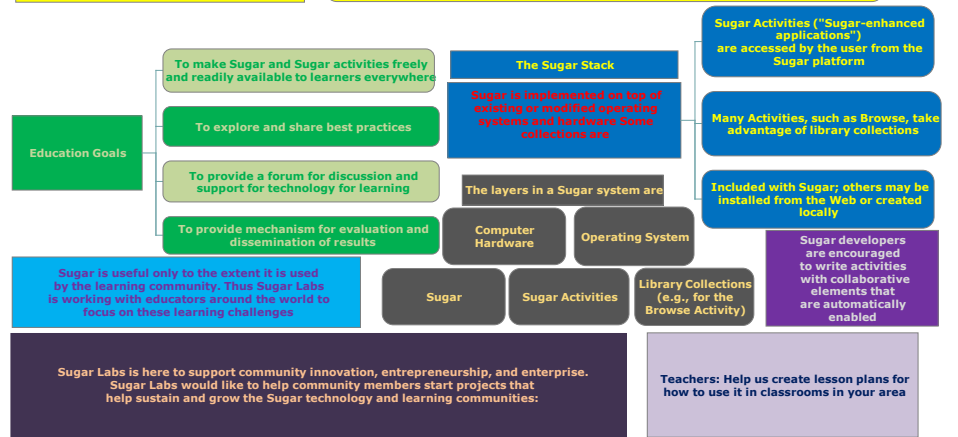 Education Goals
To make Sugar and Sugar activities freely
and readily available to learners everywhere
To explore and share best practices
To provide a forum for discussion and
support for technology for learning
To provide mechanism for evaluation and
dissemination of results
The Sugar Stack
Sugar is implemented on top of
existing or modified operating
systems and hardware Some
collections are
Sugar Activities ("Sugar-enhanced
applications")
are accessed by the user from the
Sugar platform
Many Activities, such as Browse, take
advantage of library collections
Included with Sugar; others may be
installed from the Web or created
locally
The layers in a Sugar system are
Computer
Hardware
Operating System
Sugar
Sugar Activities
Library Collections
(e.g., for the
Browse Activity)
Sugar is useful only to the extent it is used
by the learning community. Thus Sugar Labs
is working with educators around the world to
focus on these learning challenges
Sugar developers
are encouraged
to write activities
with collaborative
elements that
are automatically
enabled
Sugar Labs is here to support community innovation, entrepreneurship, and enterprise.
Sugar Labs would like to help community members start projects that
help sustain and grow the Sugar technology and learning communities:
Teachers: Help us create lesson plans for
how to use it in classrooms in your area